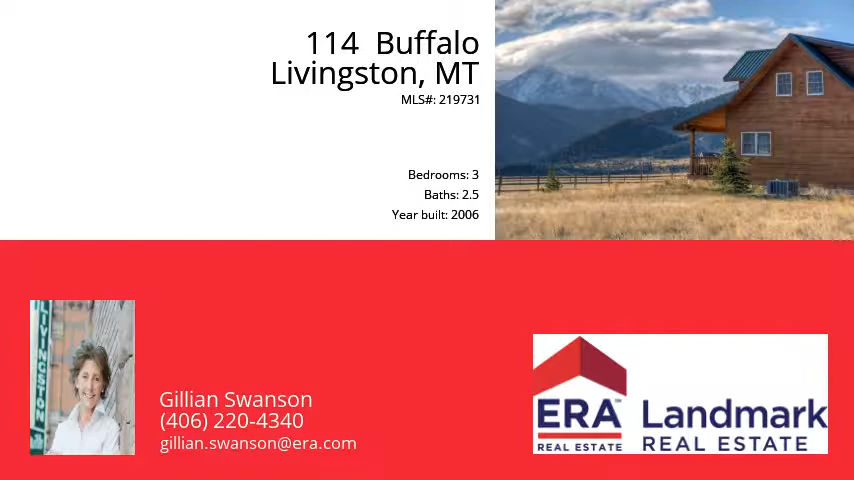 114  Buffalo
Livingston, MT
MLS#: 219731
Bedrooms: 3
Baths: 2.5
Year built: 2006
LIVINGSTON
Gillian Swanson
(406) 220-4340
gillian.swanson@era.com
ERA™
REAL ESTATE
Landmark
REAL ESTATE